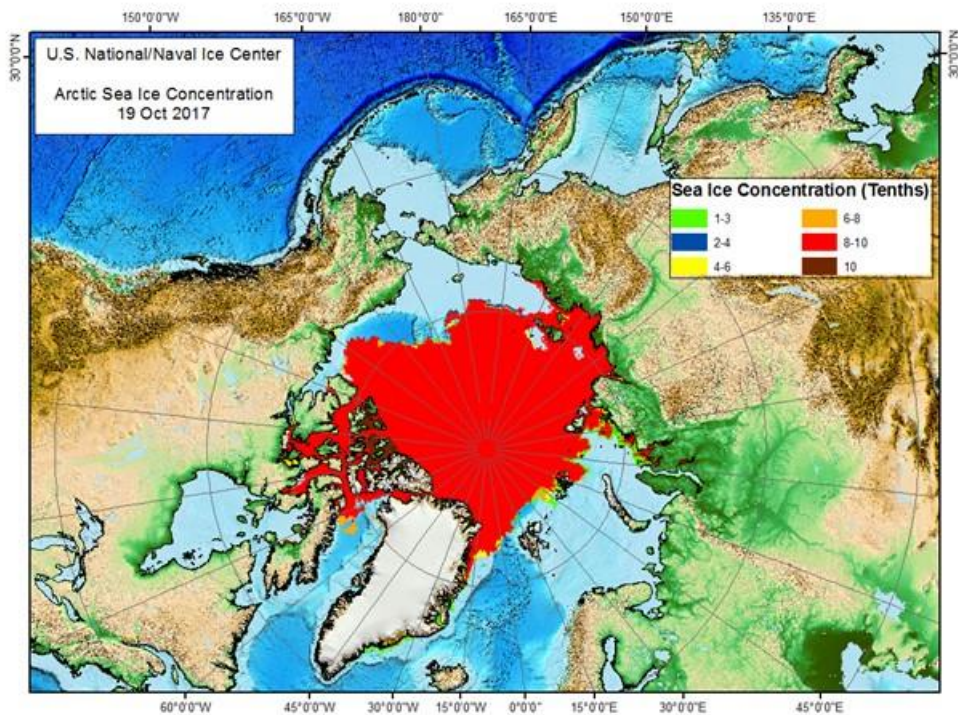 150°0'0"W 165°0'0"W 180°0'0" 165°0'0"E 150°0'0"E 135°0'0"E
30°0'0"N
U.S. National/Naval Ice Center
Arctic Sea Ice Concentration
19 Oct 2017
Sea Ice Concentration (Tenths)
1-3 6-8
2-4 8-10
4-6 10
60°0'0"W 45°0'0"W 30°0'0"W 15°0'0"W 0°0'0" 15°0'0"E 30°0'0"E 45°0'0"E